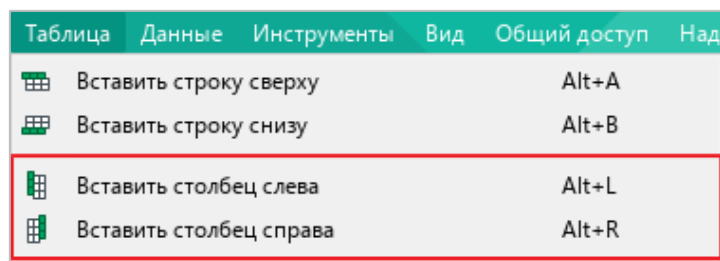 Таблица Данные Инструменты Вид Общий доступ Над
Вставить строку сверху Alt+A
Вставить строку снизу Alt+B
Вставить столбец слева Alt+L
Вставить столбец справа Alt+R